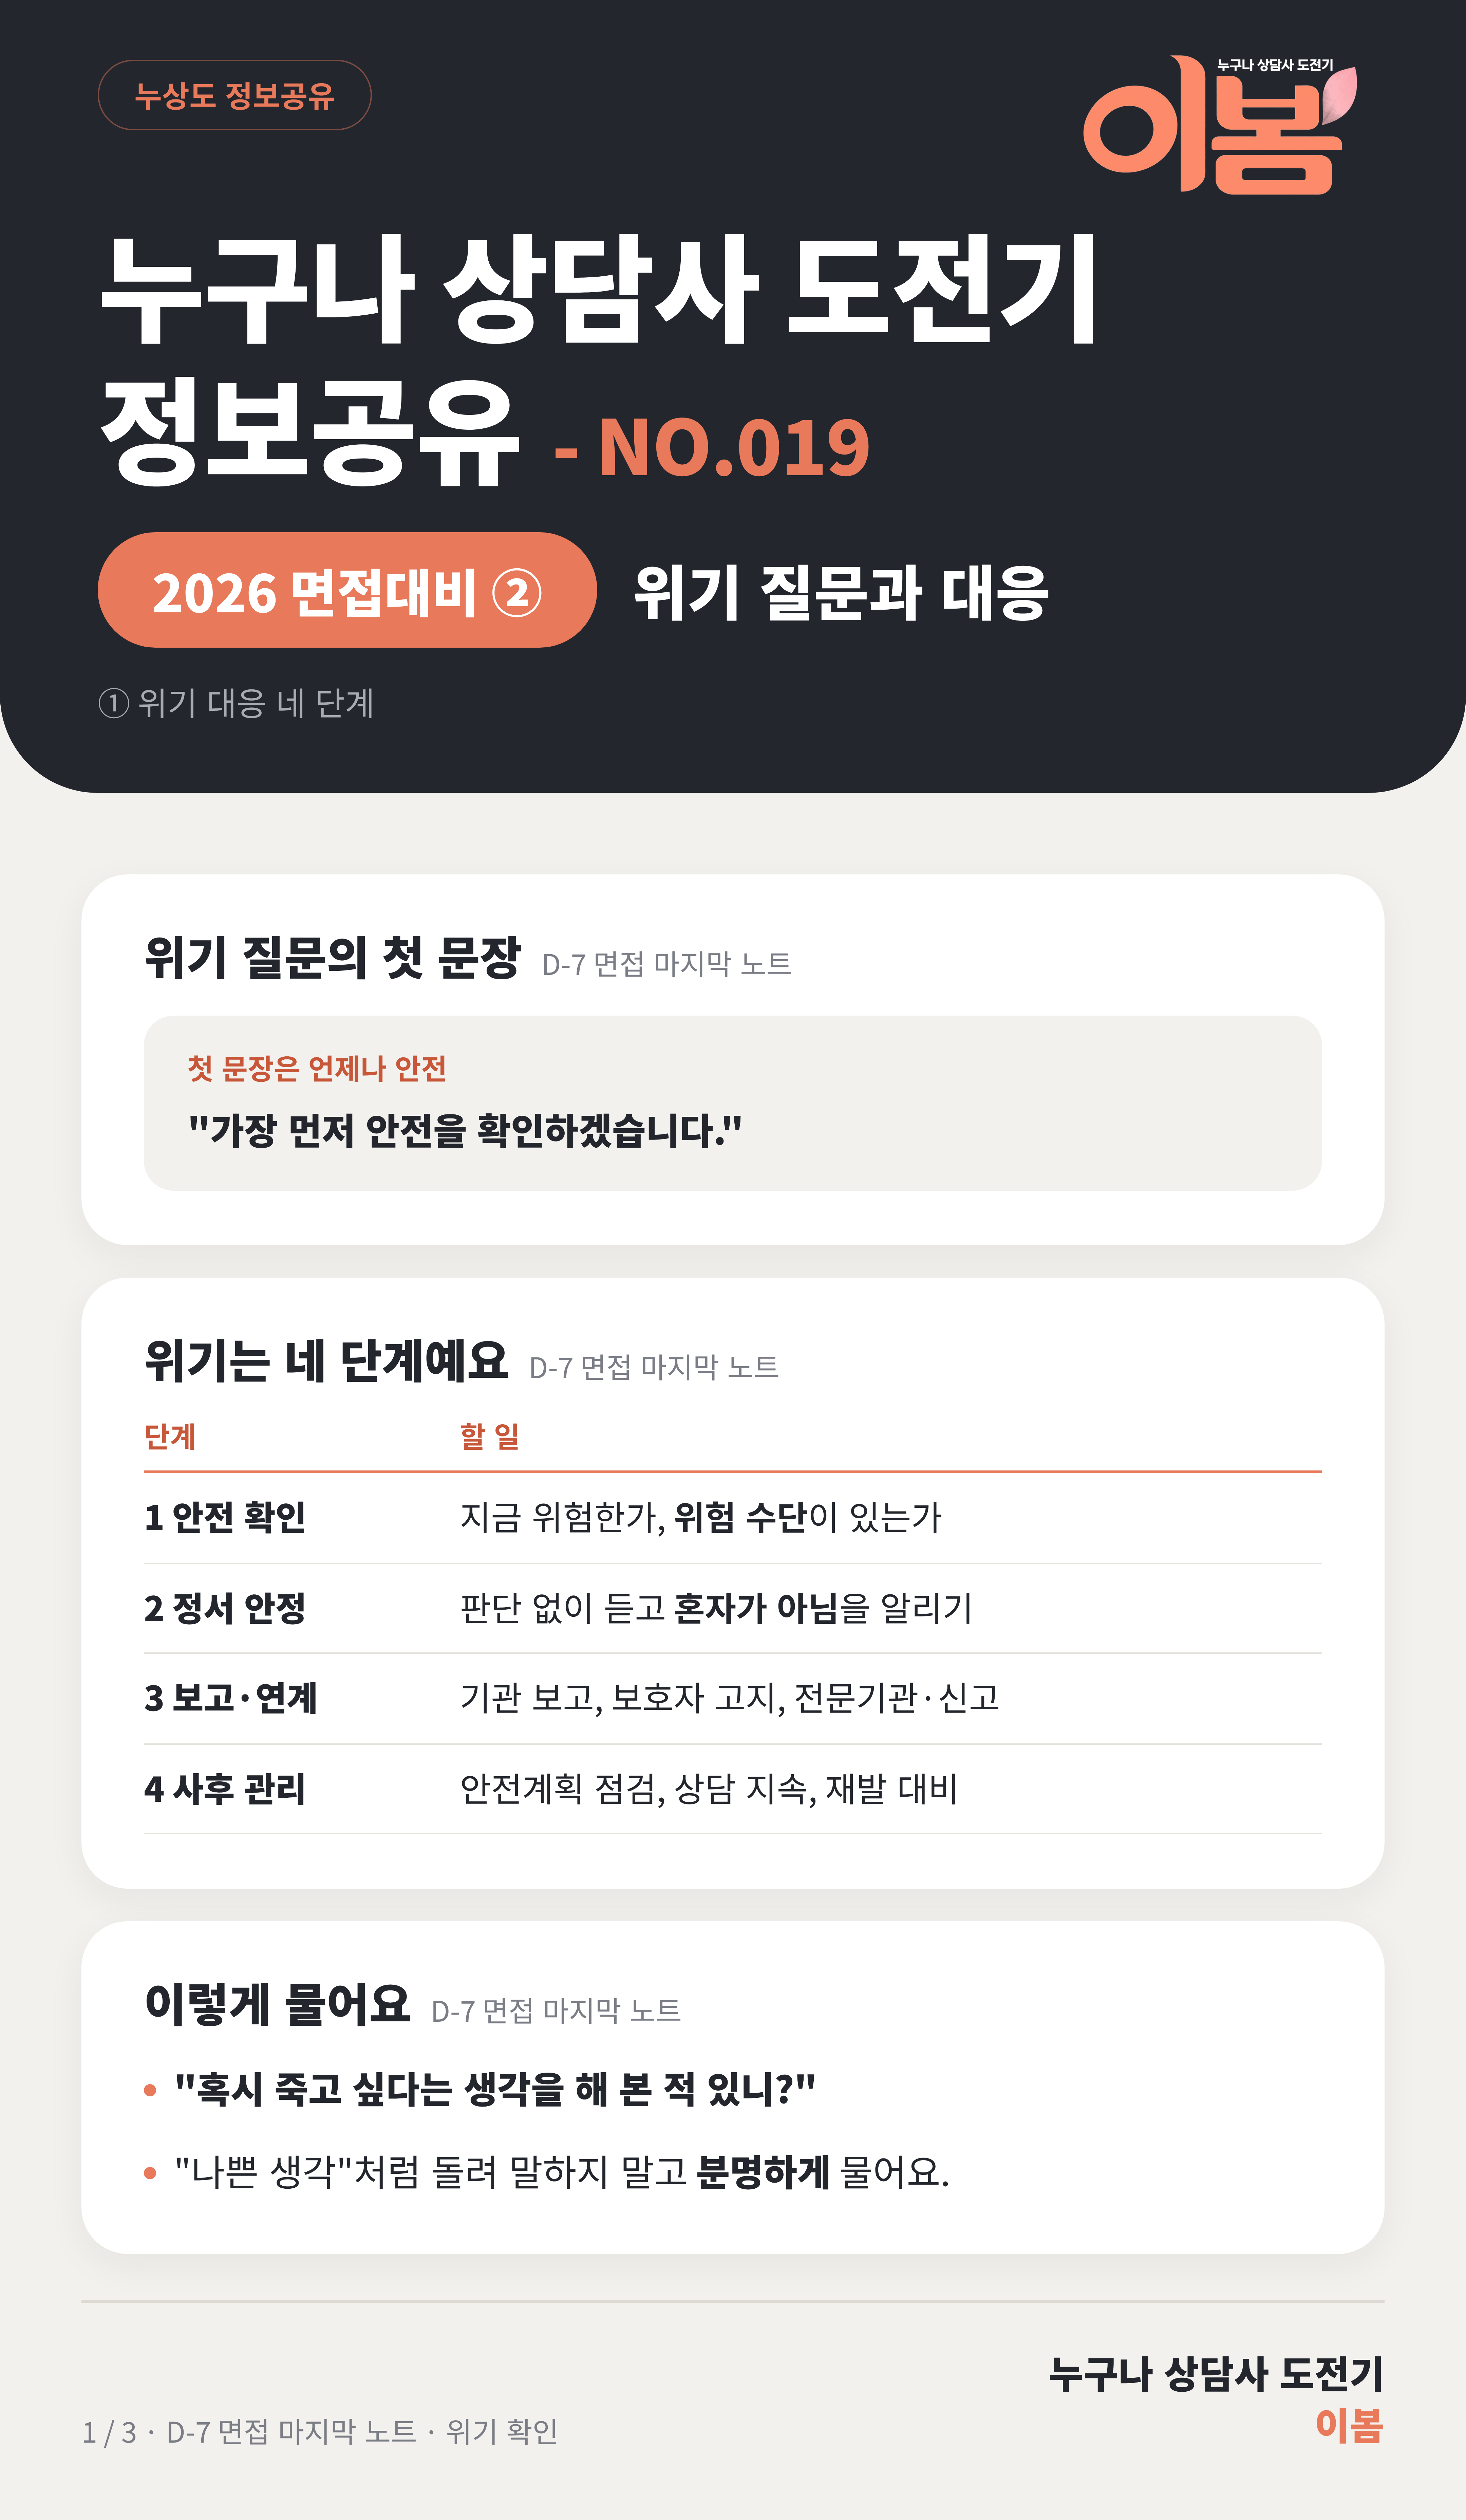 누상도 정보공유
누구나 상담사 도전기
이봄
누구나 상담사 도전기
정보공유 - NO.019
2026 면접대비 ② 위기 질문과 대응
① 위기 대응 네 단계
위기 질문의 첫 문장 D-7 면접 마지막 노트
첫 문장은 언제나 안전
"가장 먼저 안전을 확인하겠습니다."
위기는 네 단계예요 D-7 면접 마지막 노트
단계 할 일
1 안전 확인 지금 위험한가, 위험 수단이 있는가
2 정서 안정 판단 없이 듣고 혼자가 아님을 알리기
3 보고·연계 기관 보고, 보호자 고지, 전문기관·신고
4 사후 관리 안전계획 점검, 상담 지속, 재발 대비
이렇게 물어요 D-7 면접 마지막 노트
• "혹시 죽고 싶다는 생각을 해 본 적 있니?"
• "나쁜 생각"처럼 돌려 말하지 말고 분명하게 물어요.
누구나 상담사 도전기
1 / 3 · D-7 면접 마지막 노트 · 위기 확인 이봄